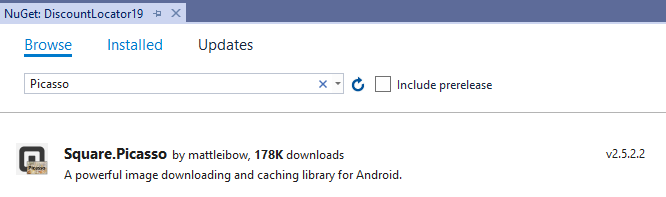 NuGet: DiscountLocator19
Browse Installed Updates
Picasso Include prerelease
Square.Picasso by mattleibow, 178K downloads v2.5.2.2
A powerful image downloading and caching library for Android.